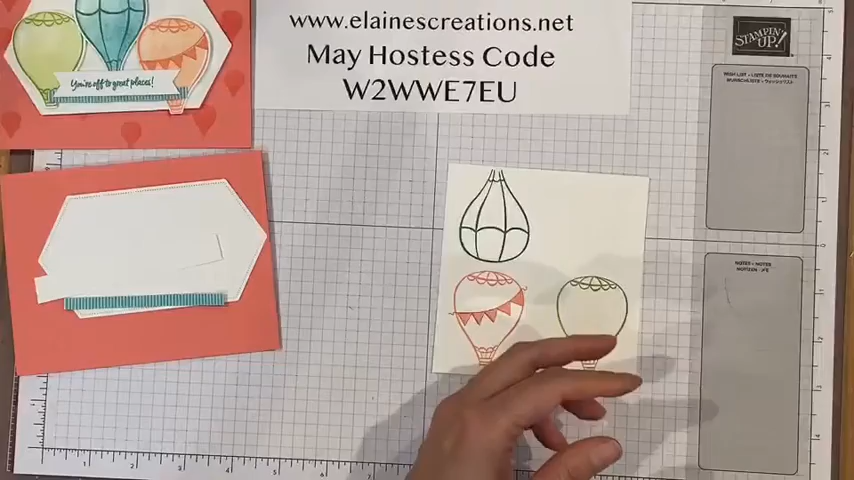 www.elainescreations.net
May Hostess Code
W2WWE7EU
You're off to great places!
STAMPIN' UP!